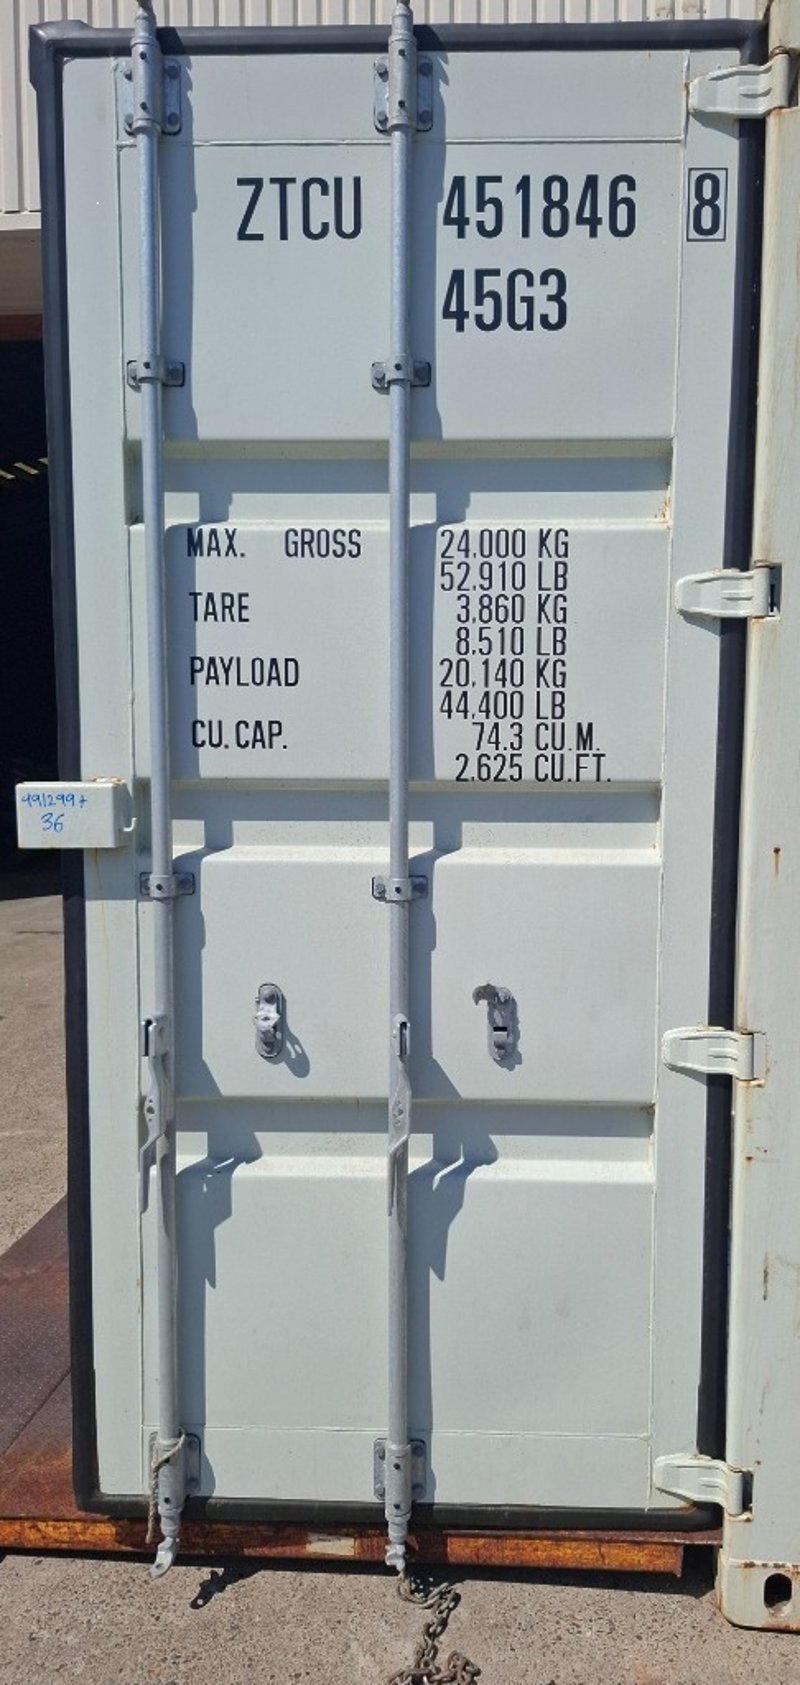 ZTCU 451846 8
45G3
MAX. GROSS 24.000 KG
52.910 LB
TARE 3.860 KG
8.510 LB
PAYLOAD 20.140 KG
44.400 LB
CU. CAP. 74.3 CU.M.
2.625 CU.FT.
9912997
36